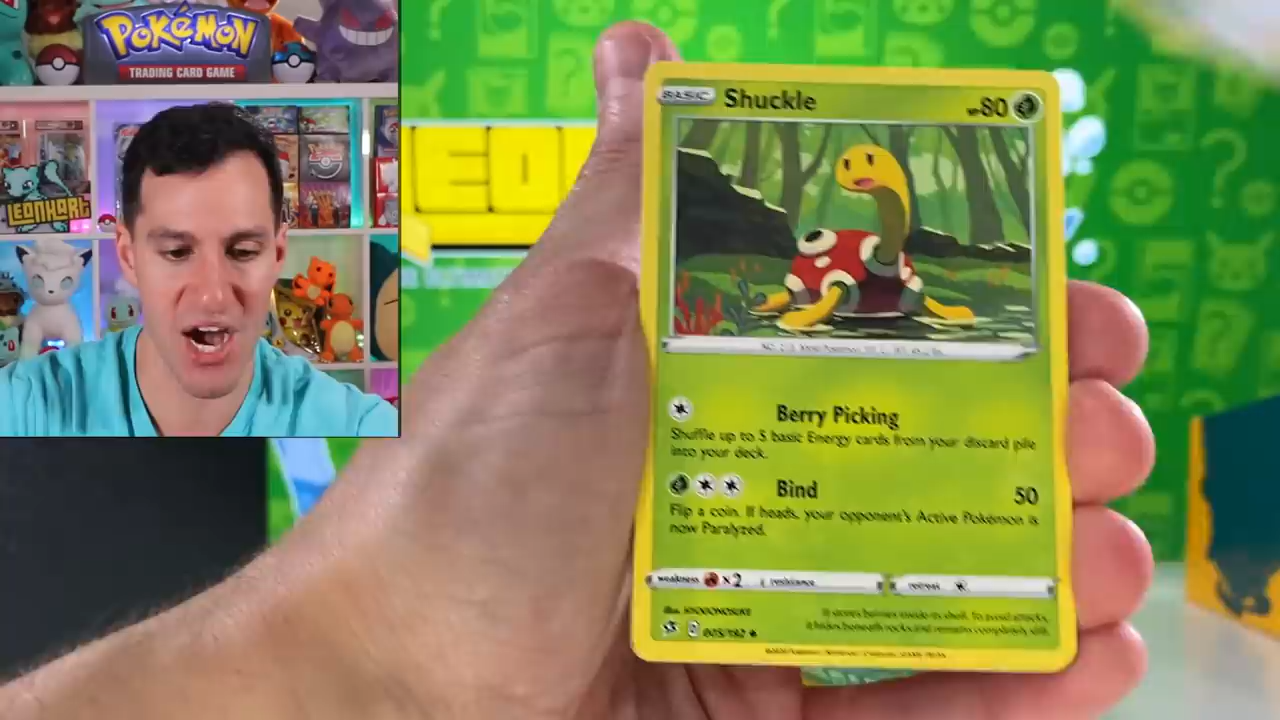 POKéMON
TRADING CARD GAME
LEONHART
LEO
BASIC Shuckle HP80
Berry Picking
Shuffle up to 5 basic Energy cards from your discard pile
into your deck.
Bind 50
Flip a coin. If heads, your opponent's Active Pokémon is
now Paralyzed.
weakness ×2 resistance retreat
Illus. HYOGONOSUKE
It stores berries inside its shell. To avoid attacks,
it hides beneath rocks and remains completely still.